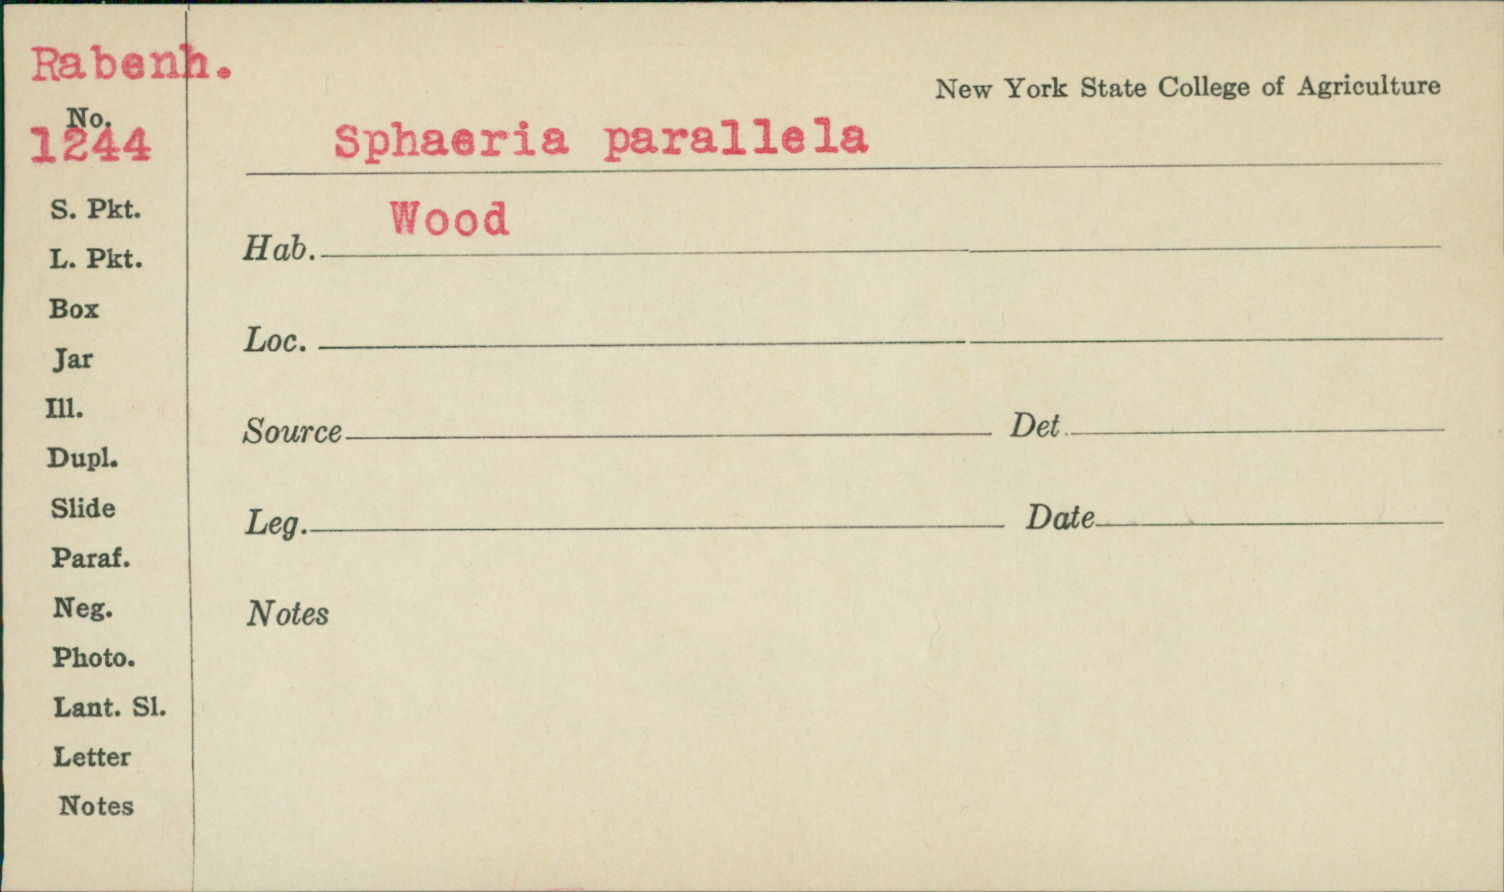 Rabenh.
New York State College of Agriculture
No.
1244
Sphaeria parallela
S. Pkt.
Wood
Hab.
L. Pkt.
Box
Loc.
Jar
Ill.
Source
Det.
Dupl.
Slide
Leg.
Date
Paraf.
Neg.
Notes
Photo.
Lant. Sl.
Letter
Notes